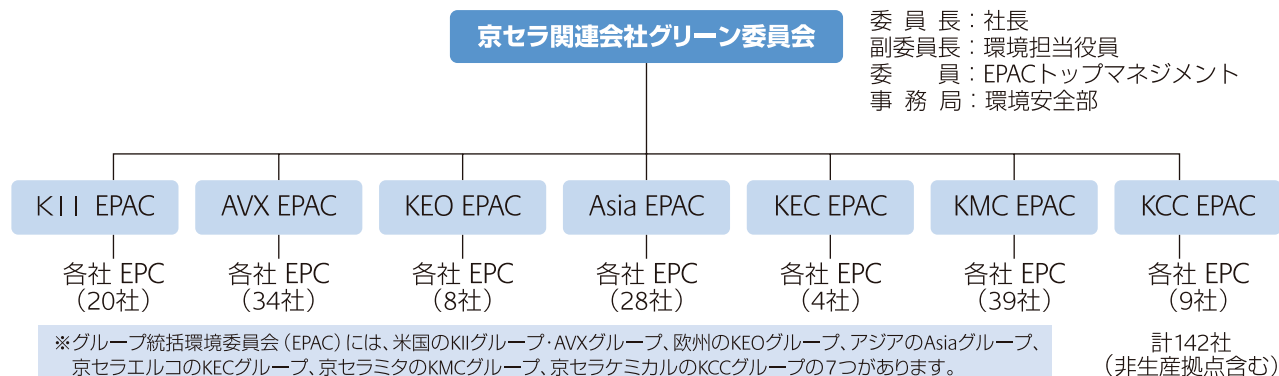 京セラ関連会社グリーン委員会
委員長：社長
副委員長：環境担当役員
委員：EPACトップマネジメント
事務局：環境安全部
KII EPAC
AVX EPAC
KEO EPAC
Asia EPAC
KEC EPAC
KMC EPAC
KCC EPAC
各社 EPC
（20社）
各社 EPC
（34社）
各社 EPC
（8社）
各社 EPC
（28社）
各社 EPC
（4社）
各社 EPC
（39社）
各社 EPC
（9社）
※グループ統括環境委員会（EPAC）には、米国のKIIグループ・AVXグループ、欧州のKEOグループ、アジアのAsiaグループ、
京セラエルコのKECグループ、京セラミタのKMCグループ、京セラケミカルのKCCグループの7つがあります。
計142社
（非生産拠点含む）